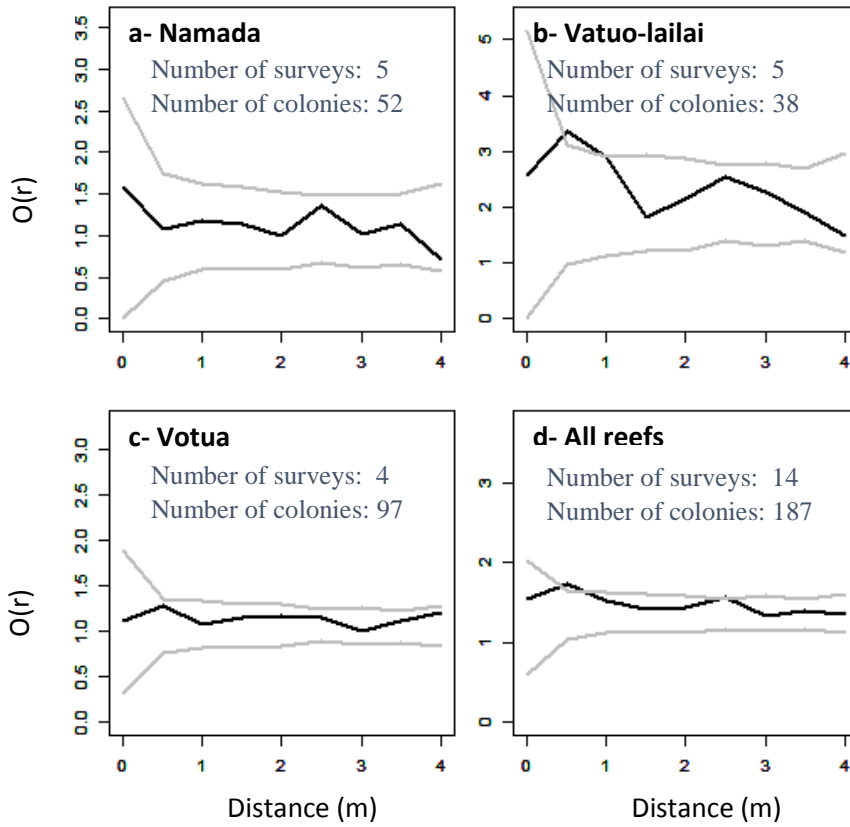 a- Namada
Number of surveys: 5
Number of colonies: 52
O(r)
0.0 0.5 1.0 1.5 2.0 2.5 3.0 3.5
0 1 2 3 4
b- Vatuo-lailai
Number of surveys: 5
Number of colonies: 38
0 1 2 3 4 5
0 1 2 3 4
c- Votua
Number of surveys: 4
Number of colonies: 97
O(r)
0.0 0.5 1.0 1.5 2.0 2.5 3.0
0 1 2 3 4
Distance (m)
d- All reefs
Number of surveys: 14
Number of colonies: 187
0 1 2 3
0 1 2 3 4
Distance (m)